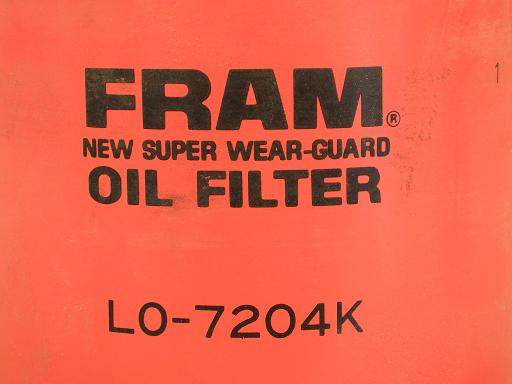 FRAM®
NEW SUPER WEAR-GUARD
OIL FILTER
LO-7204K
1